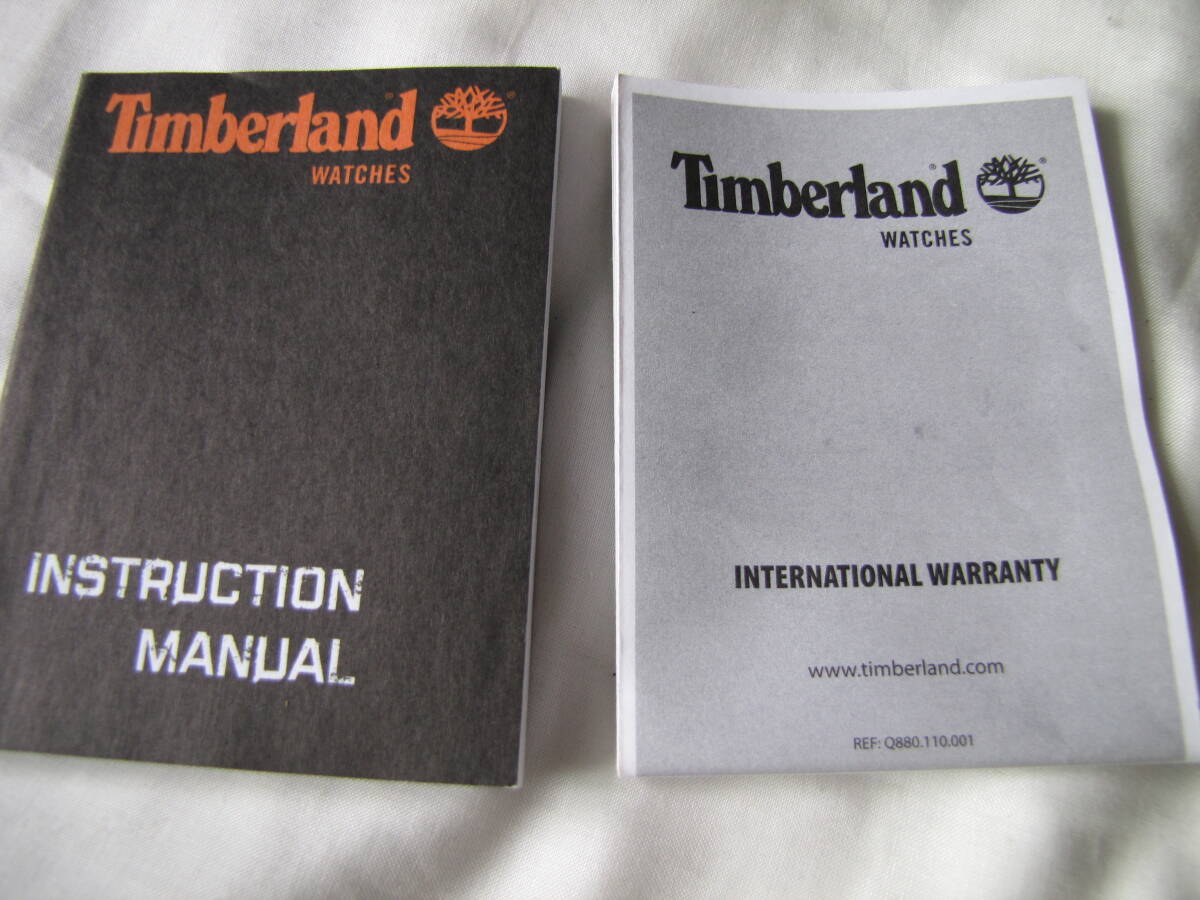 Timberland®
WATCHES
INSTRUCTION
MANUAL
Timberland®
WATCHES
INTERNATIONAL WARRANTY
www.timberland.com
REF: Q880.110.001